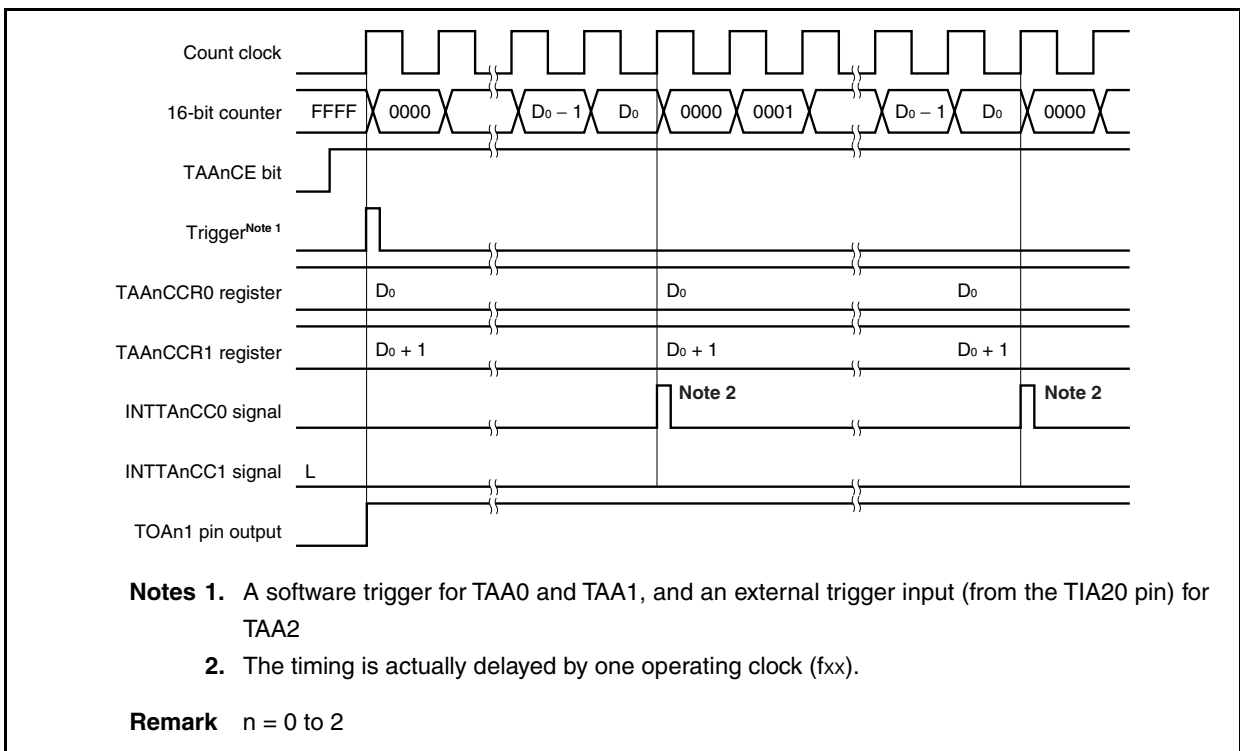 Count clock
16-bit counter FFFF 0000 D0 − 1 D0 0000 0001 D0 − 1 D0 0000
TAAnCE bit
Trigger Note 1
TAAnCCR0 register D0 D0 D0
TAAnCCR1 register D0 + 1 D0 + 1 D0 + 1
INTTAnCC0 signal Note 2 Note 2
INTTAnCC1 signal L
TOAn1 pin output
Notes 1. A software trigger for TAA0 and TAA1, and an external trigger input (from the TIA20 pin) for
TAA2
2. The timing is actually delayed by one operating clock (fxx).
Remark n = 0 to 2